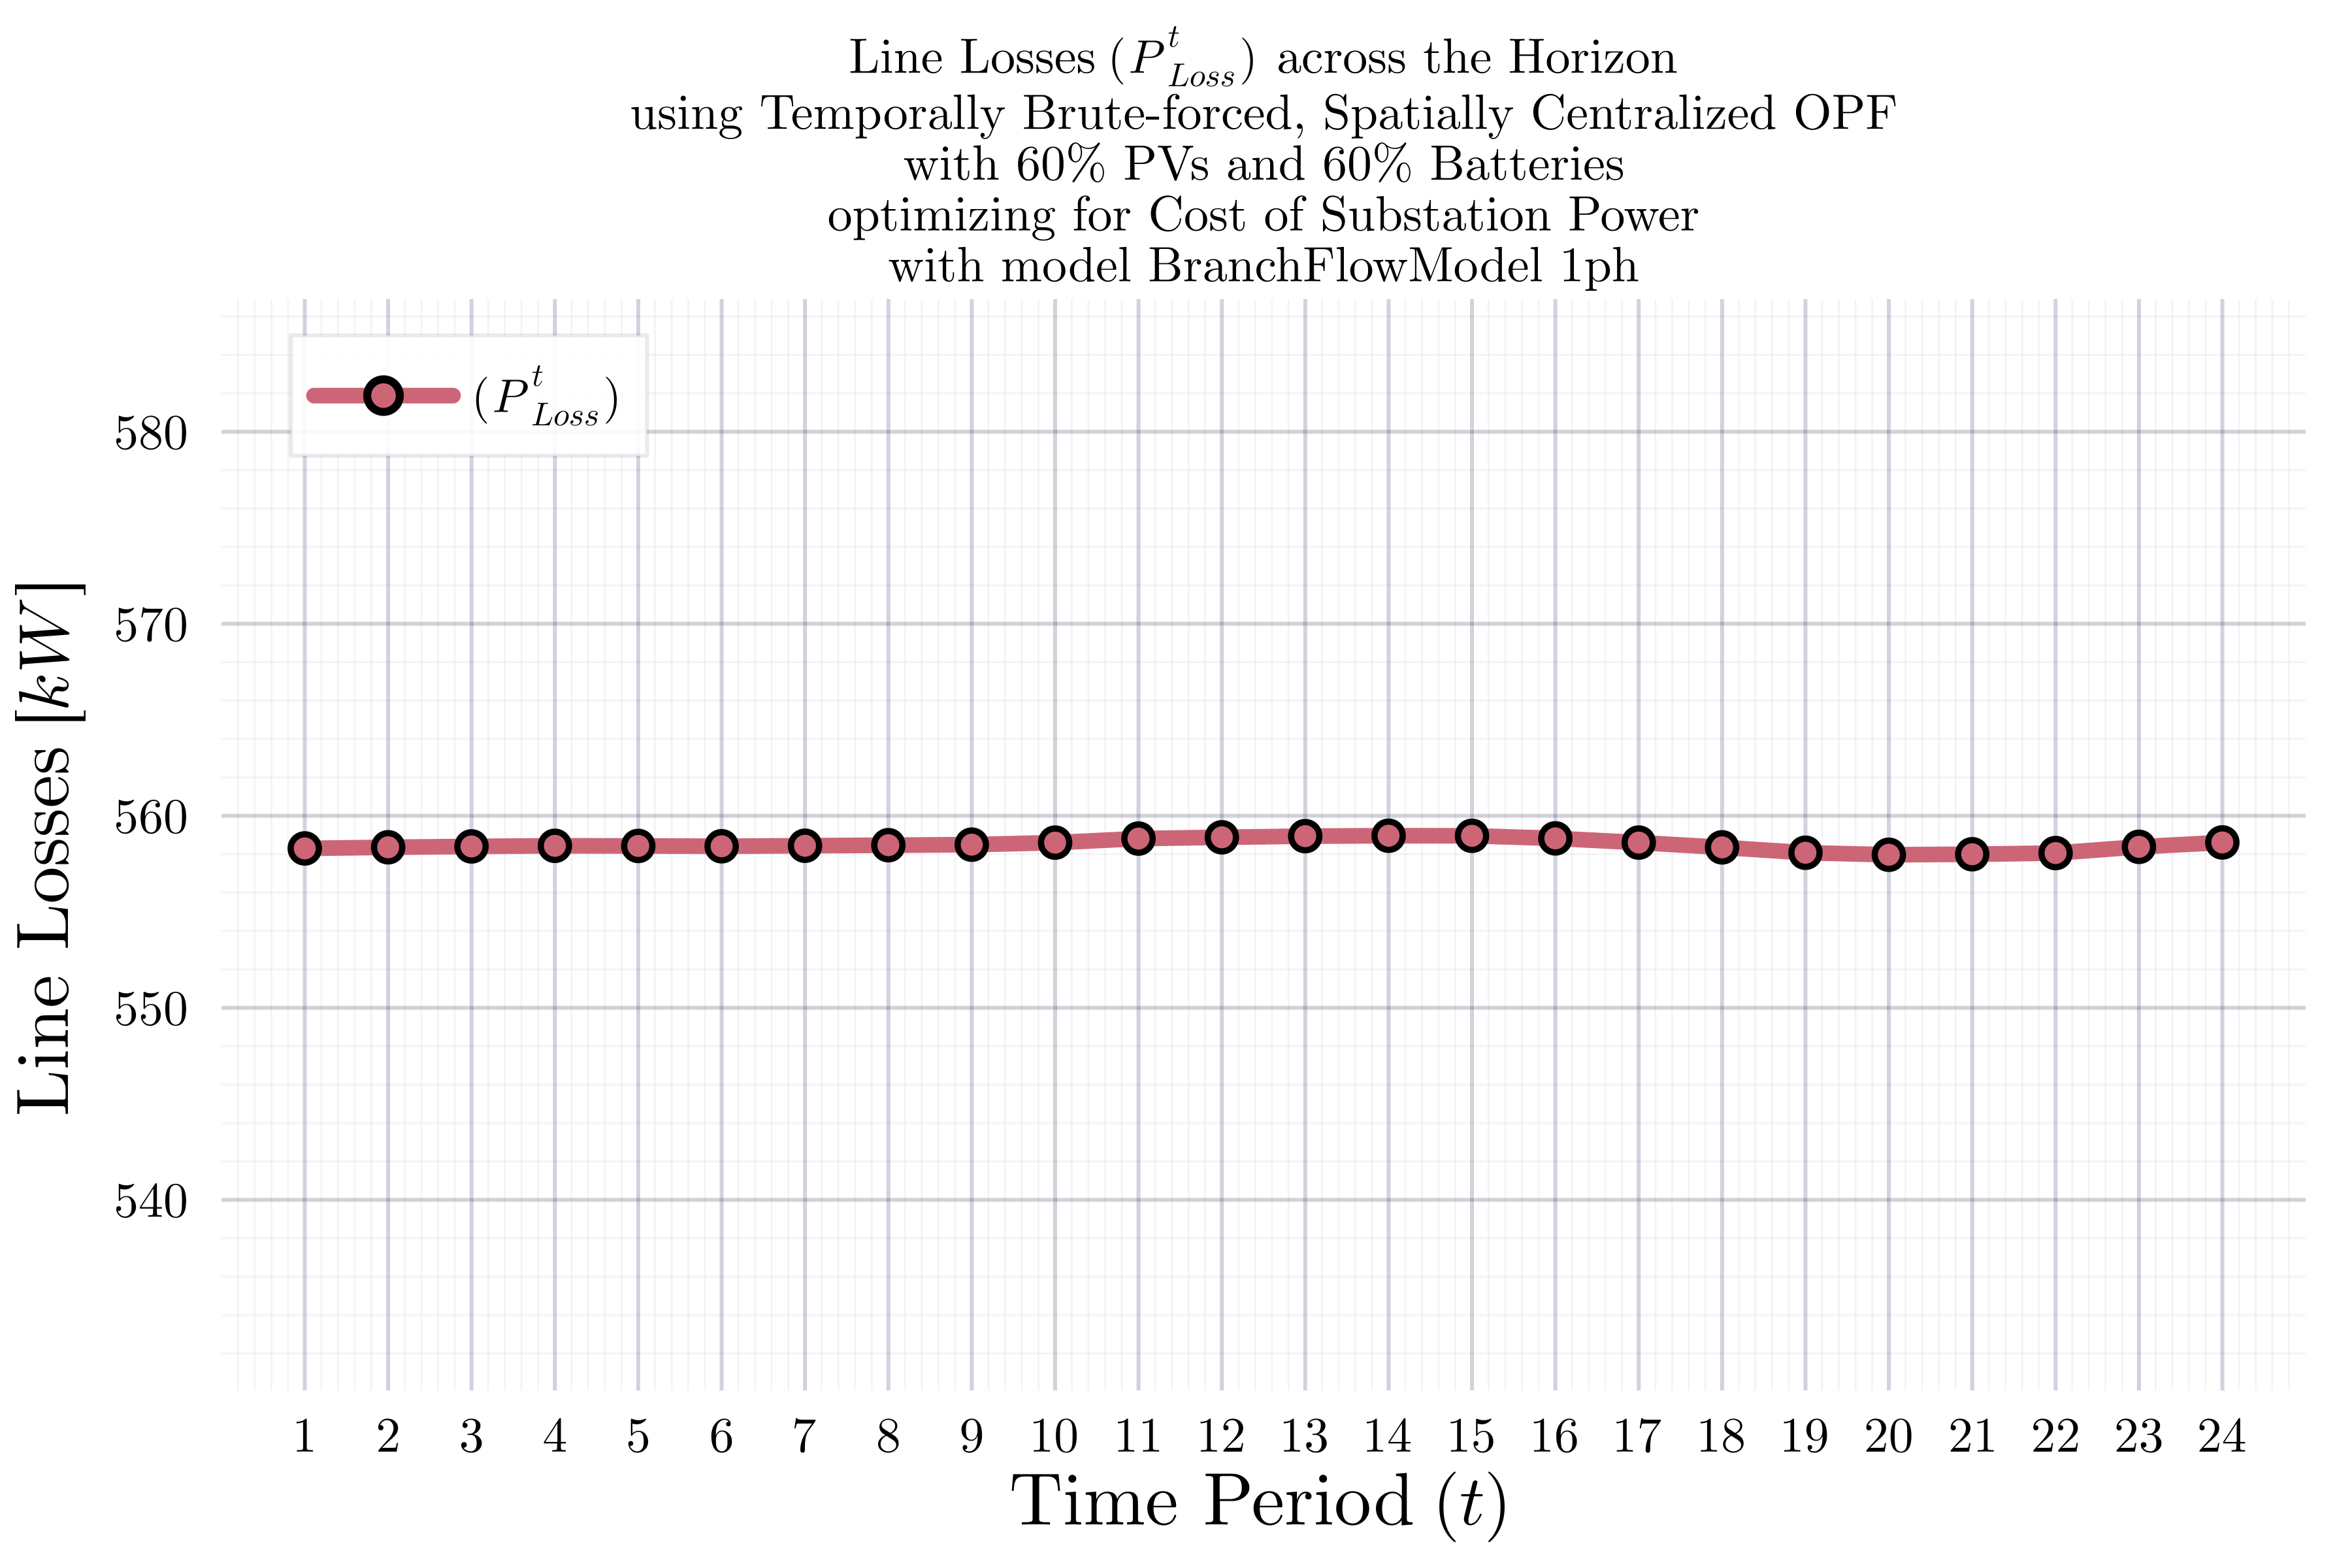 Line Losses (P^t_Loss) across the Horizon
using Temporally Brute-forced, Spatially Centralized OPF
with 60% PVs and 60% Batteries
optimizing for Cost of Substation Power
with model BranchFlowModel 1ph
(P^t_Loss)
580
570
560
550
540
Line Losses [kW]
1 2 3 4 5 6 7 8 9 10 11 12 13 14 15 16 17 18 19 20 21 22 23 24
Time Period (t)